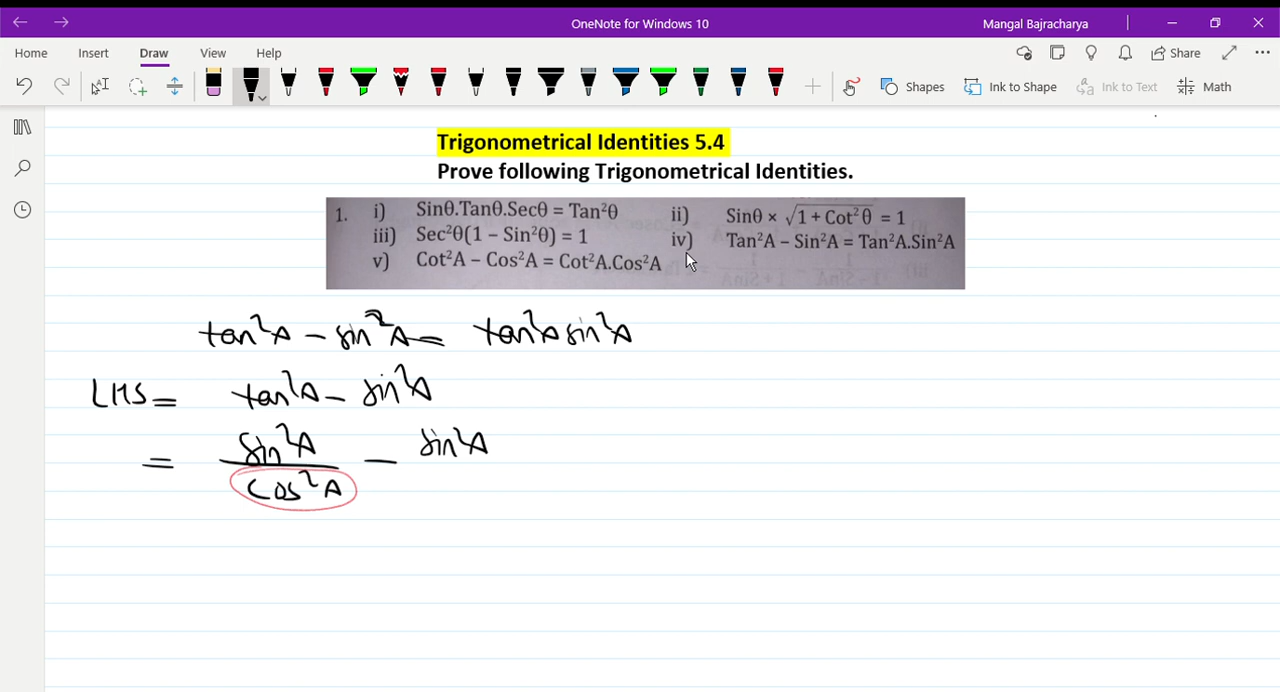 OneNote for Windows 10
Mangal Bajracharya
Home Insert Draw View Help
Share
Shapes Ink to Shape Ink to Text Math
Trigonometrical Identities 5.4
Prove following Trigonometrical Identities.
1. i) Sinθ.Tanθ.Secθ = Tan²θ ii) Sinθ × √1 + Cot²θ = 1
iii) Sec²θ(1 − Sin²θ) = 1 iv) Tan²A − Sin²A = Tan²A.Sin²A
v) Cot²A − Cos²A = Cot²A.Cos²A
tan²A − sin²A = tan²A sin²A
LHS = tan²A − sin²A
= sin²A/cos²A − sin²A